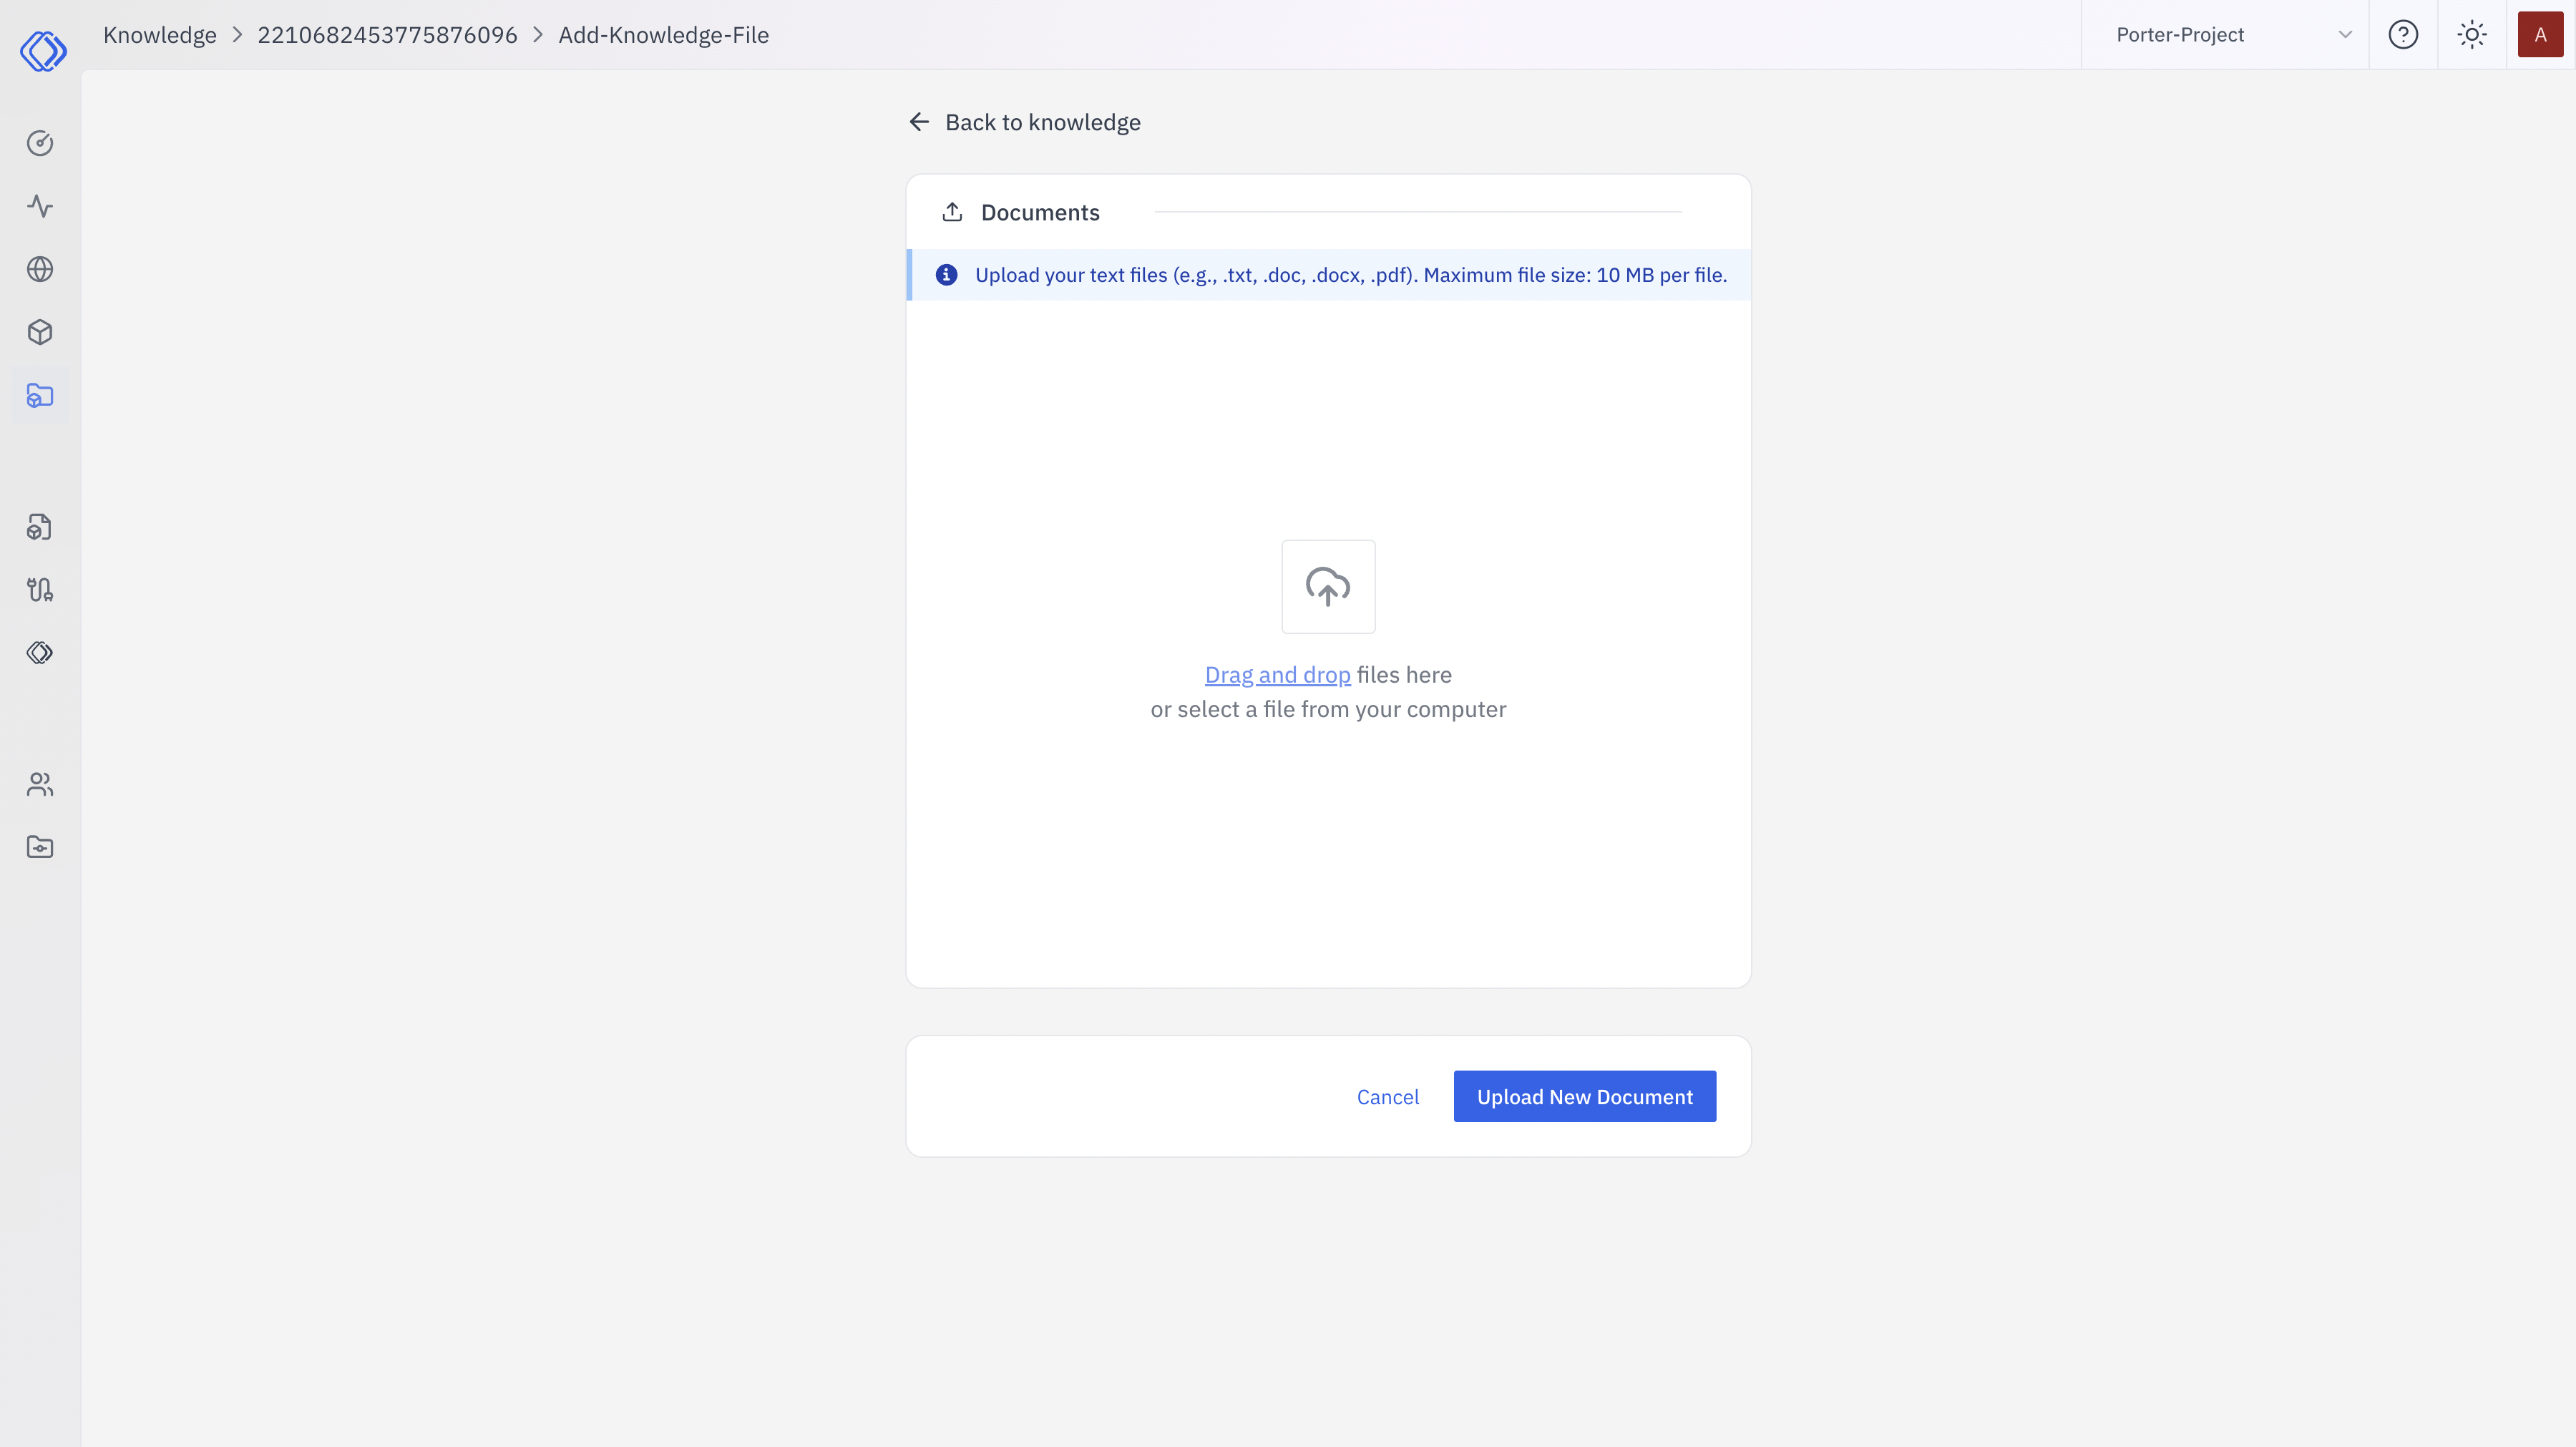 Knowledge > 2210682453775876096 > Add-Knowledge-File
Porter-Project
A
Back to knowledge
Documents
Upload your text files (e.g., .txt, .doc, .docx, .pdf). Maximum file size: 10 MB per file.
Drag and drop files here
or select a file from your computer
Cancel
Upload New Document